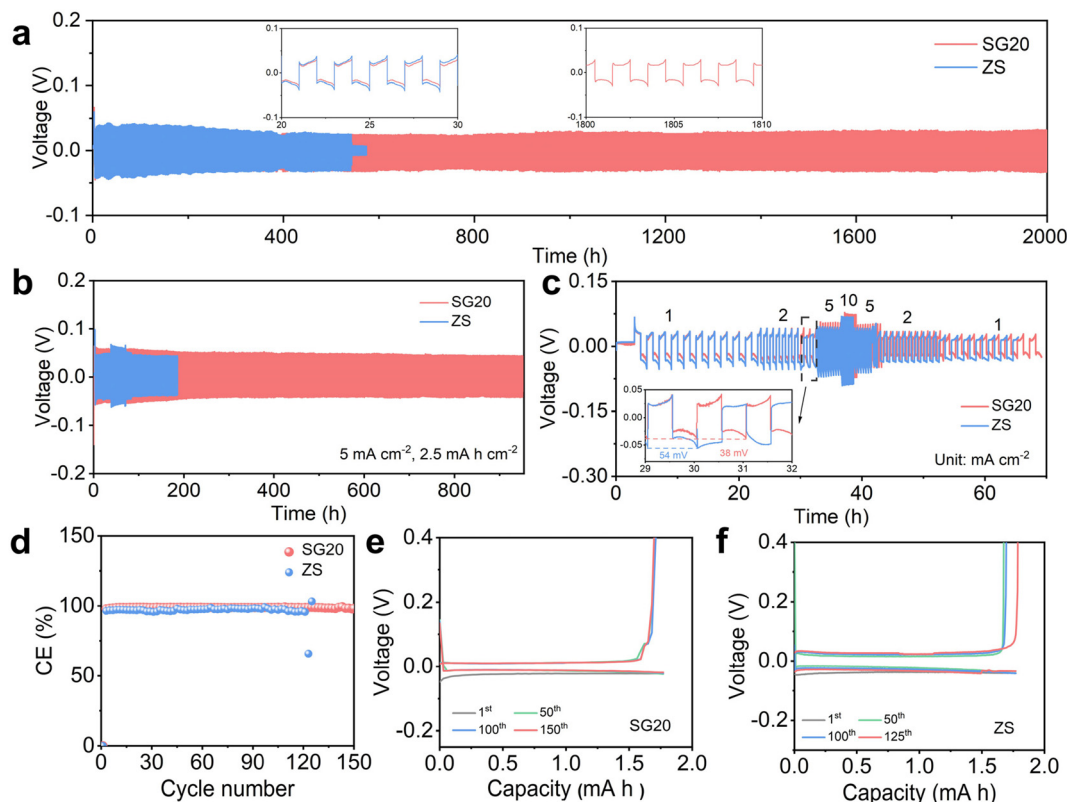 a
0.2
0.1
0.0
-0.1
Voltage (V)
0.1
0.0
-0.1
20
25
30
0.1
0.0
-0.1
1800
1805
1810
SG20
ZS
0
400
800
1200
1600
2000
Time (h)
b
0.2
0.1
0.0
-0.1
-0.2
Voltage (V)
SG20
ZS
5 mA cm⁻², 2.5 mA h cm⁻²
0
200
400
600
800
Time (h)
c
0.15
0.00
-0.15
-0.30
Voltage (V)
1
2
5
10
5
2
1
0.05
0.00
-0.05
54 mV
38 mV
29
30
31
32
SG20
ZS
Unit: mA cm⁻²
0
20
40
60
Time (h)
d
150
100
50
0
CE (%)
SG20
ZS
0
30
60
90
120
150
Cycle number
e
0.4
0.2
0.0
-0.2
Voltage (V)
1ˢᵗ
50ᵗʰ
100ᵗʰ
150ᵗʰ
SG20
0.0
0.5
1.0
1.5
2.0
Capacity (mA h )
f
0.4
0.2
0.0
-0.2
Voltage (V)
1ˢᵗ
50ᵗʰ
100ᵗʰ
125ᵗʰ
ZS
0.0
0.5
1.0
1.5
2.0
Capacity (mA h)